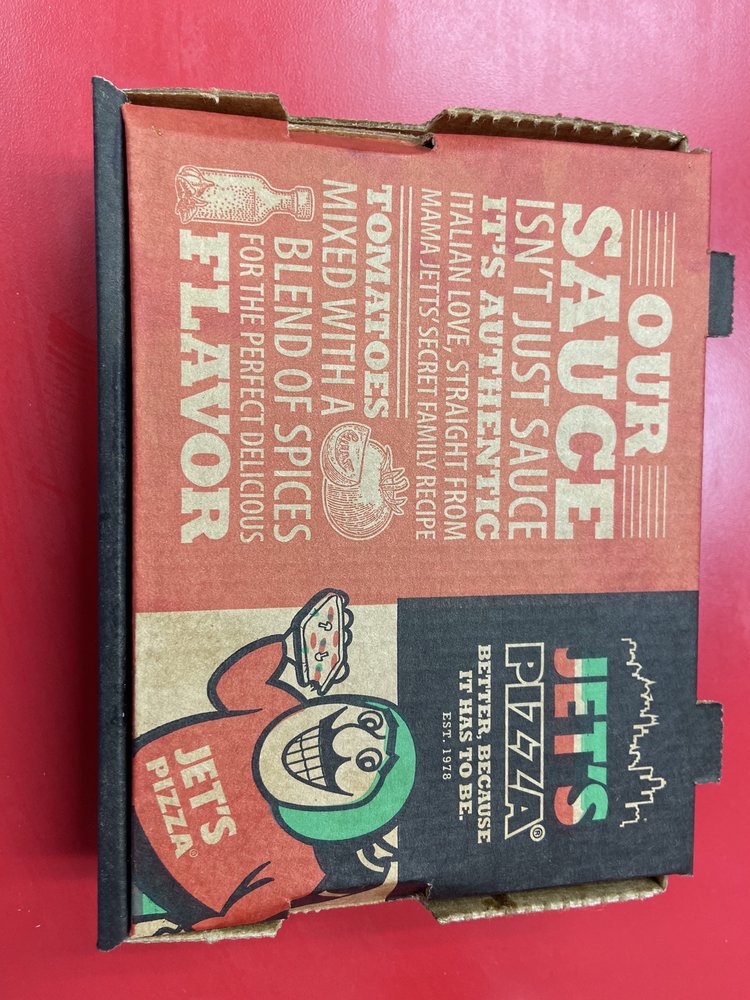 OUR
SAUCE
ISN'T JUST SAUCE
IT'S AUTHENTIC
ITALIAN LOVE, STRAIGHT FROM
MAMA JETTS' SECRET FAMILY RECIPE
TOMATOES
MIXED WITH A
BLEND OF SPICES
FOR THE PERFECT DELICIOUS
FLAVOR
JET'S
PIZZA®
BETTER, BECAUSE
IT HAS TO BE.
EST. 1978
JET'S
PIZZA®